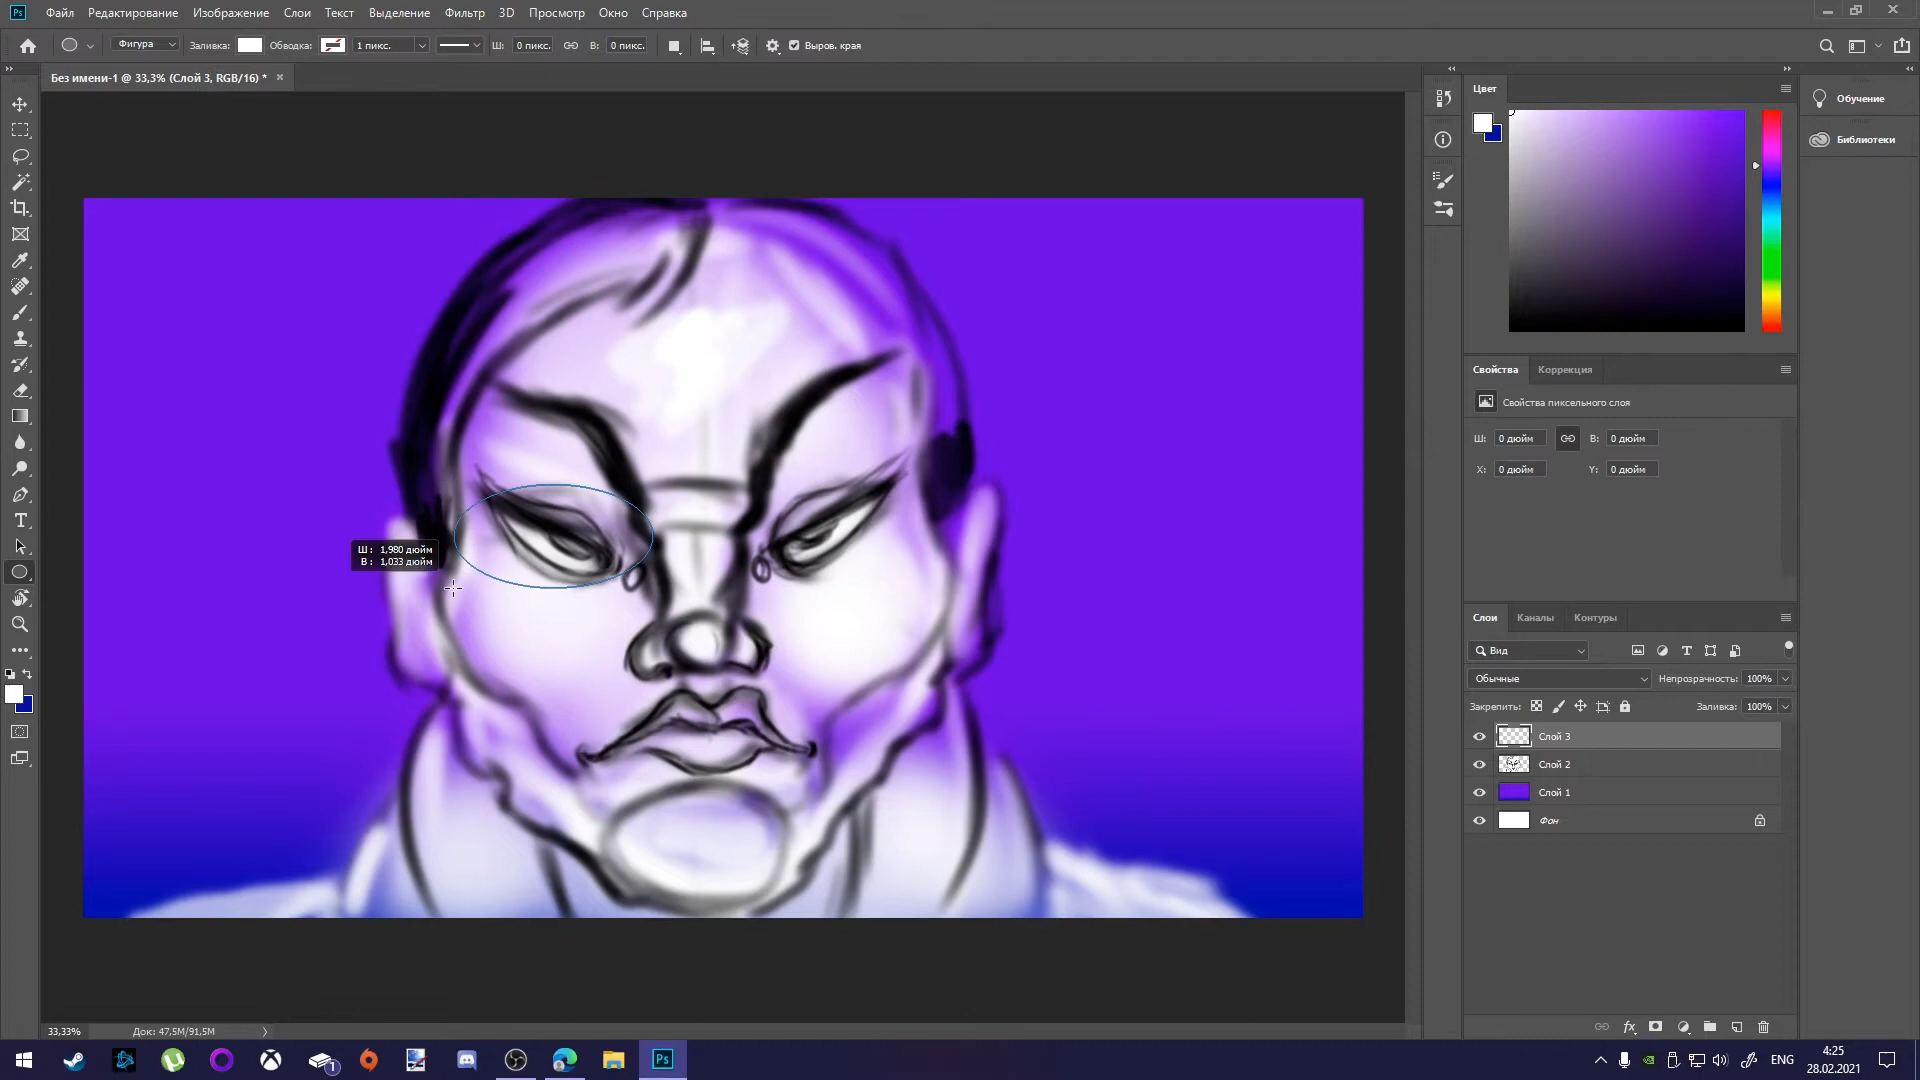 Ps Файл Редактирование Изображение Слои Текст Выделение Фильтр 3D Просмотр Окно Справка
Фигура Заливка: Обводка: 1 пикс. Ш: 0 пикс. В: 0 пикс. Выров. края
Без имени-1 @ 33,3% (Слой 3, RGB/16) *
Цвет
Обучение
Библиотеки
Свойства Коррекция
Свойства пиксельного слоя
Ш: 0 дюйм В: 0 дюйм
X: 0 дюйм Y: 0 дюйм
Ш: 1,980 дюйм
В: 1,033 дюйм
Слои Каналы Контуры
Вид
Обычные Непрозрачность: 100%
Закрепить: Заливка: 100%
Слой 3
Слой 2
Слой 1
Фон
fx
33,33% Док: 47,5M/91,5M
1 Ps ENG 4:25
28.02.2021